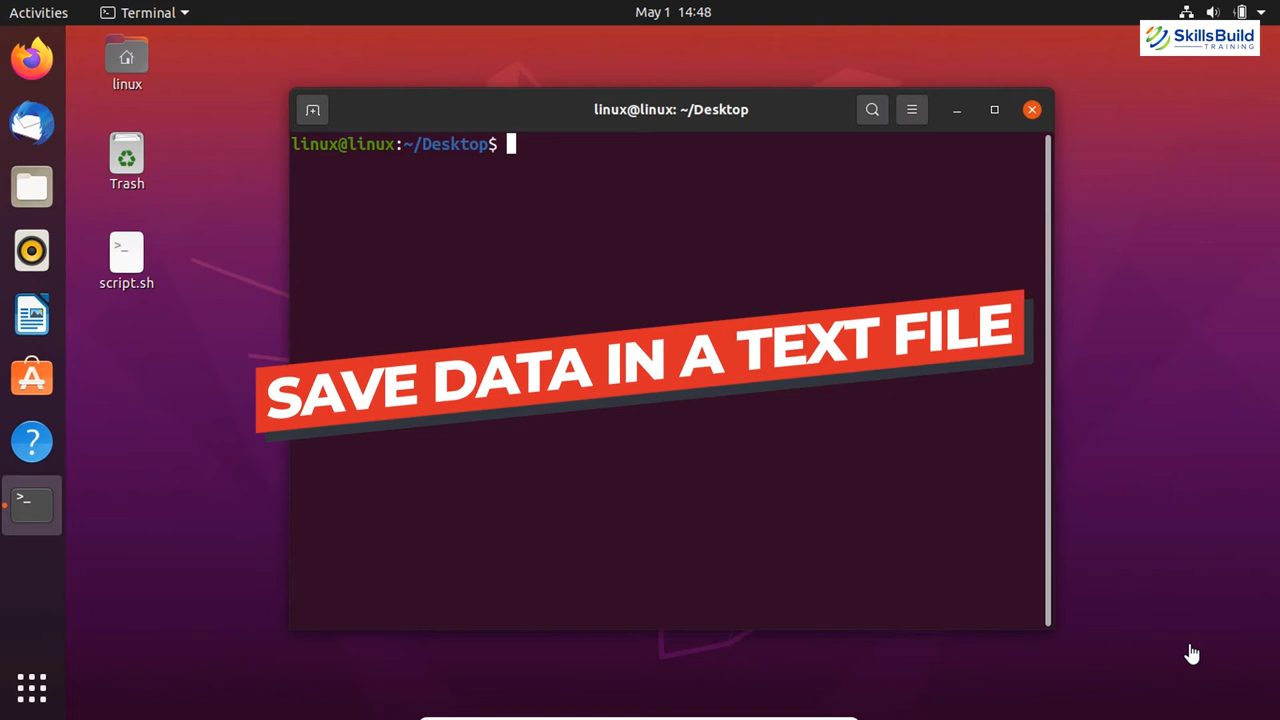 Activities
Terminal
May 1 14:48
SkillsBuild
TRAINING
linux
Trash
>_
script.sh
linux@linux: ~/Desktop
linux@linux:~/Desktop$
SAVE DATA IN A TEXT FILE
?
>_